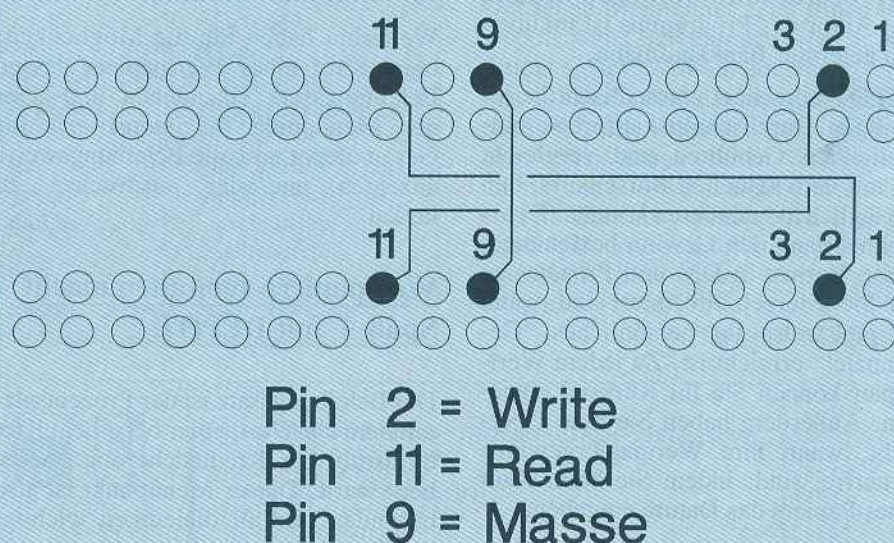 11 9 3 2 1
11 9 3 2 1
Pin 2 = Write
Pin 11 = Read
Pin 9 = Masse